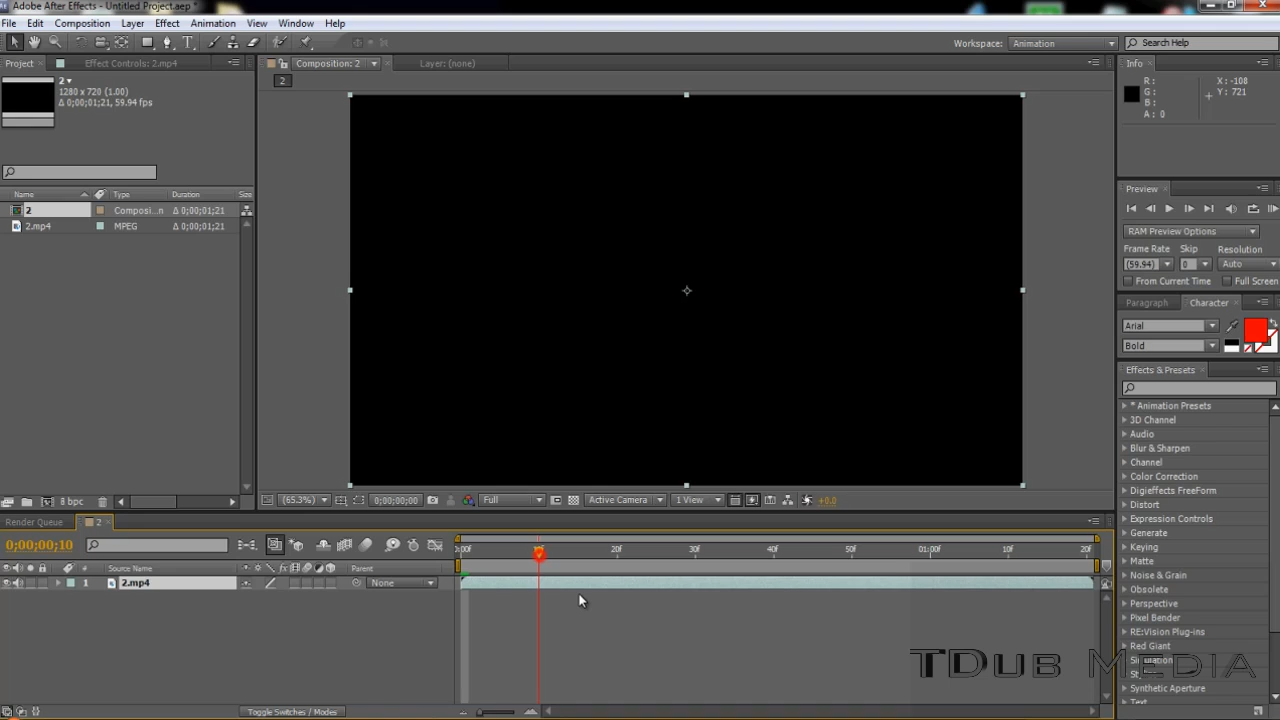 Adobe After Effects - Untitled Project.aep *
File Edit Composition Layer Effect Animation View Window Help
Workspace: Animation Search Help
Project Effect Controls: 2.mp4 Composition: 2 Layer: (none) Info
2
2
1280 x 720 (1.00)
Δ 0;00;01;21, 59.94 fps
R :
G :
B :
A : 0
X : -108
Y : 721
Name Type Duration Size
2 Composi...n Δ 0;00;01;21
2.mp4 MPEG Δ 0;00;01;21
Preview
RAM Preview Options
Frame Rate Skip Resolution
(59.94) 0 Auto
From Current Time Full Screen
Paragraph Character
Arial
Bold
Effects & Presets
* Animation Presets
3D Channel
Audio
Blur & Sharpen
Channel
Color Correction
Digieffects FreeForm
Distort
Expression Controls
Generate
Keying
Matte
Noise & Grain
Obsolete
Perspective
Pixel Bender
RE:Vision Plug-ins
Red Giant
Synthetic Aperture
Text
8 bpc
(65.3%) 0;00;00;00 Full Active Camera 1 View +0.0
Render Queue 2
0;00;00;10
20f 30f 40f 50f 01:00f 10f 20f
# Source Name Parent
1 2.mp4 None
Toggle Switches / Modes
TDub Media